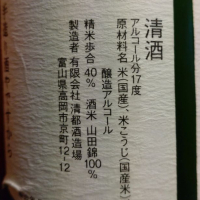 清酒
アルコール分17度
原材料名 米(国産)、米こうじ(国産米)
醸造アルコール
精米歩合 40% 酒米 山田錦100%
製造者 有限会社 清都酒造場
富山県高岡市京町12-12